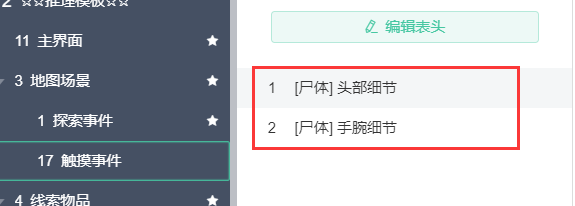 2 ☆☆推理模板☆☆
11 主界面
3 地图场景
1 探索事件
17 触摸事件
4 线索物品
编辑表头
1 [尸体] 头部细节
2 [尸体] 手腕细节